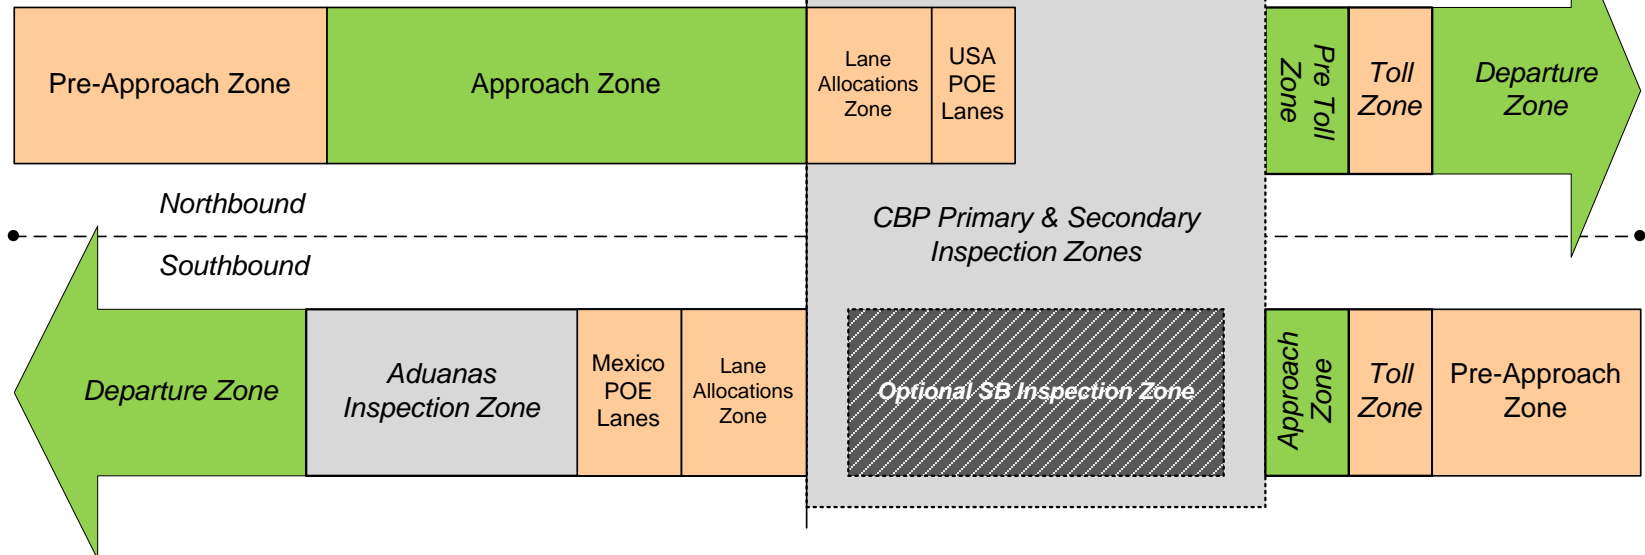 Pre-Approach Zone
Approach Zone
Lane
Allocations
Zone
USA
POE
Lanes
Pre Toll
Zone
Toll
Zone
Departure
Zone
Northbound
Southbound
CBP Primary & Secondary
Inspection Zones
Departure Zone
Aduanas
Inspection Zone
Mexico
POE
Lanes
Lane
Allocations
Zone
Optional SB Inspection Zone
Approach
Zone
Toll
Zone
Pre-Approach
Zone